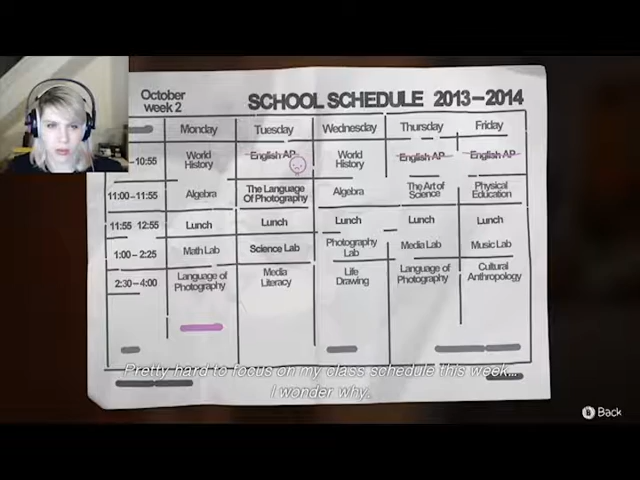 October
week 2
SCHOOL SCHEDULE 2013-2014
Monday Tuesday Wednesday Thursday Friday
-10:55 World History English AP World History English AP English AP
11:00-11:55 Algebra The Language Of Photography Algebra The Art of Science Physical Education
11:55 12:55 Lunch Lunch Lunch Lunch Lunch
1:00-2:25 Math Lab Science Lab Photography Lab Media Lab Music Lab
2:30-4:00 Language of Photography Media Literacy Life Drawing Language of Photography Cultural Anthropology
Pretty hard to focus on my class schedule this week...
I wonder why.
Back